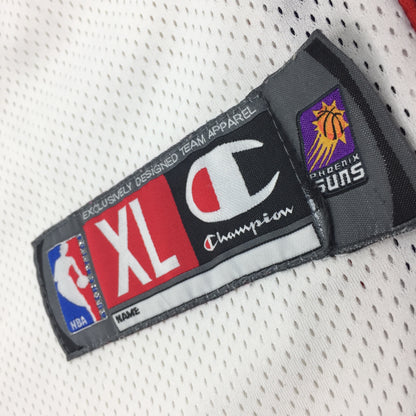 EXCLUSIVELY DESIGNED TEAM APPAREL
XL
C
Champion
NBA
NAME
PHOENIX
SUNS